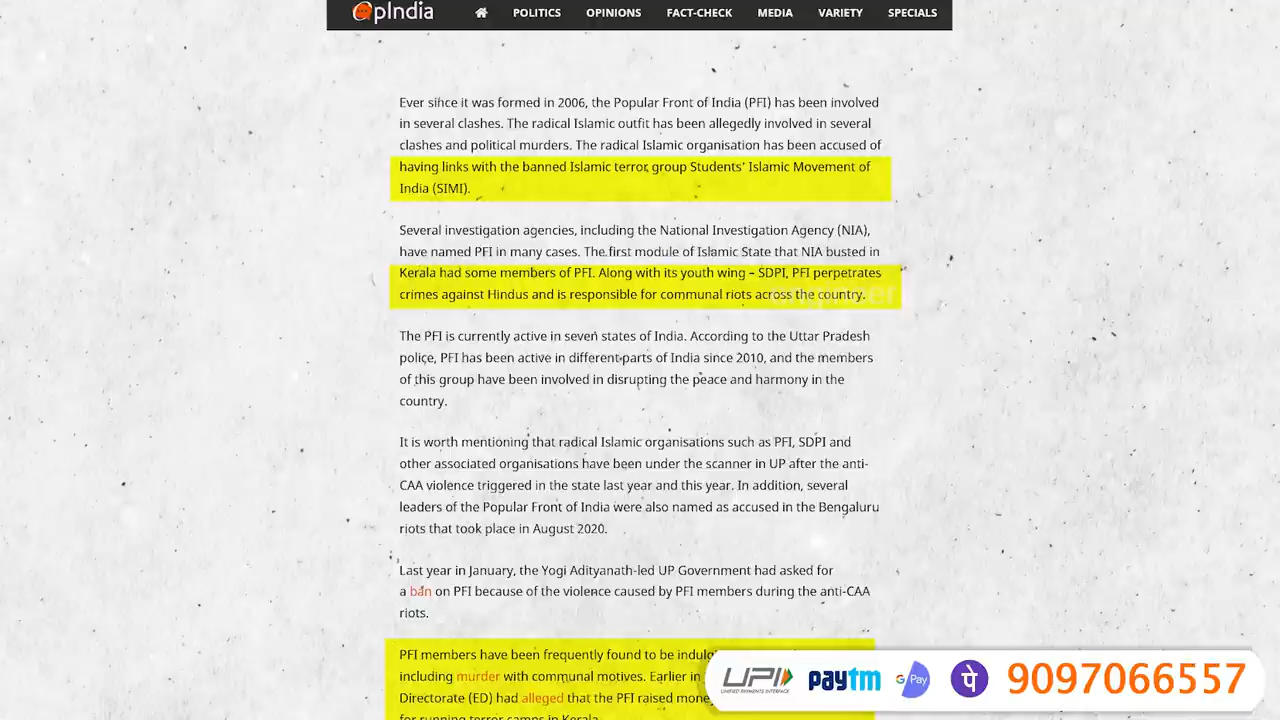 OpIndia
POLITICS OPINIONS FACT-CHECK MEDIA VARIETY SPECIALS
Ever since it was formed in 2006, the Popular Front of India (PFI) has been involved
in several clashes. The radical Islamic outfit has been allegedly involved in several
clashes and political murders. The radical Islamic organisation has been accused of
having links with the banned Islamic terror group Students' Islamic Movement of
India (SIMI).
Several investigation agencies, including the National Investigation Agency (NIA),
have named PFI in many cases. The first module of Islamic State that NIA busted in
Kerala had some members of PFI. Along with its youth wing – SDPI, PFI perpetrates
crimes against Hindus and is responsible for communal riots across the country.
The PFI is currently active in seven states of India. According to the Uttar Pradesh
police, PFI has been active in different parts of India since 2010, and the members
of this group have been involved in disrupting the peace and harmony in the
country.
It is worth mentioning that radical Islamic organisations such as PFI, SDPI and
other associated organisations have been under the scanner in UP after the anti-
CAA violence triggered in the state last year and this year. In addition, several
leaders of the Popular Front of India were also named as accused in the Bengaluru
riots that took place in August 2020.
Last year in January, the Yogi Adityanath-led UP Government had asked for
a ban on PFI because of the violence caused by PFI members during the anti-CAA
riots.
PFI members have been frequently found to be
including murder with communal motives. Earlier in
Directorate (ED) had alleged that the PFI raised
for running terror camps in Kerala.
UPI paytm G Pay पे 9097066557
UNIFIED PAYMENTS INTERFACE